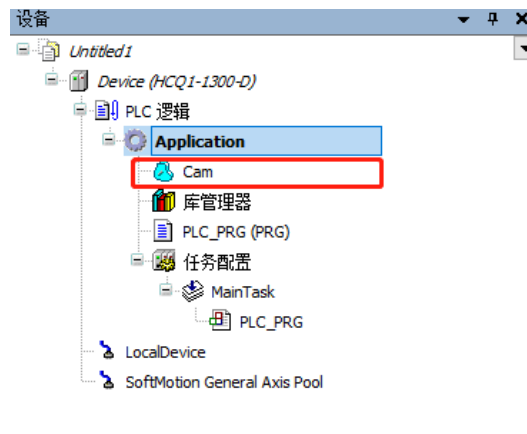 设备
Untitled1
Device (HCQ1-1300-D)
PLC 逻辑
Application
Cam
库管理器
PLC_PRG (PRG)
任务配置
MainTask
PLC_PRG
LocalDevice
SoftMotion General Axis Pool